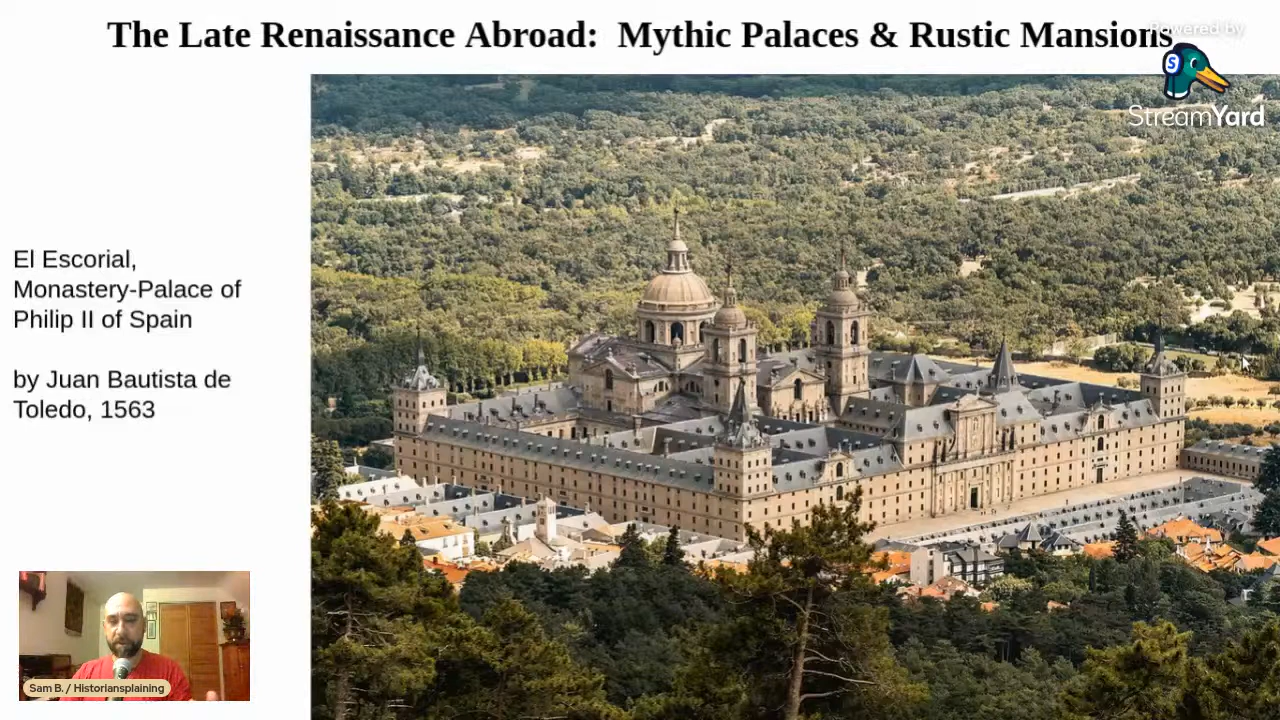 The Late Renaissance Abroad:  Mythic Palaces & Rustic Mansions
Powered by
S
StreamYard
El Escorial,
Monastery-Palace of
Philip II of Spain
by Juan Bautista de
Toledo, 1563
Sam B. / Historiansplaining